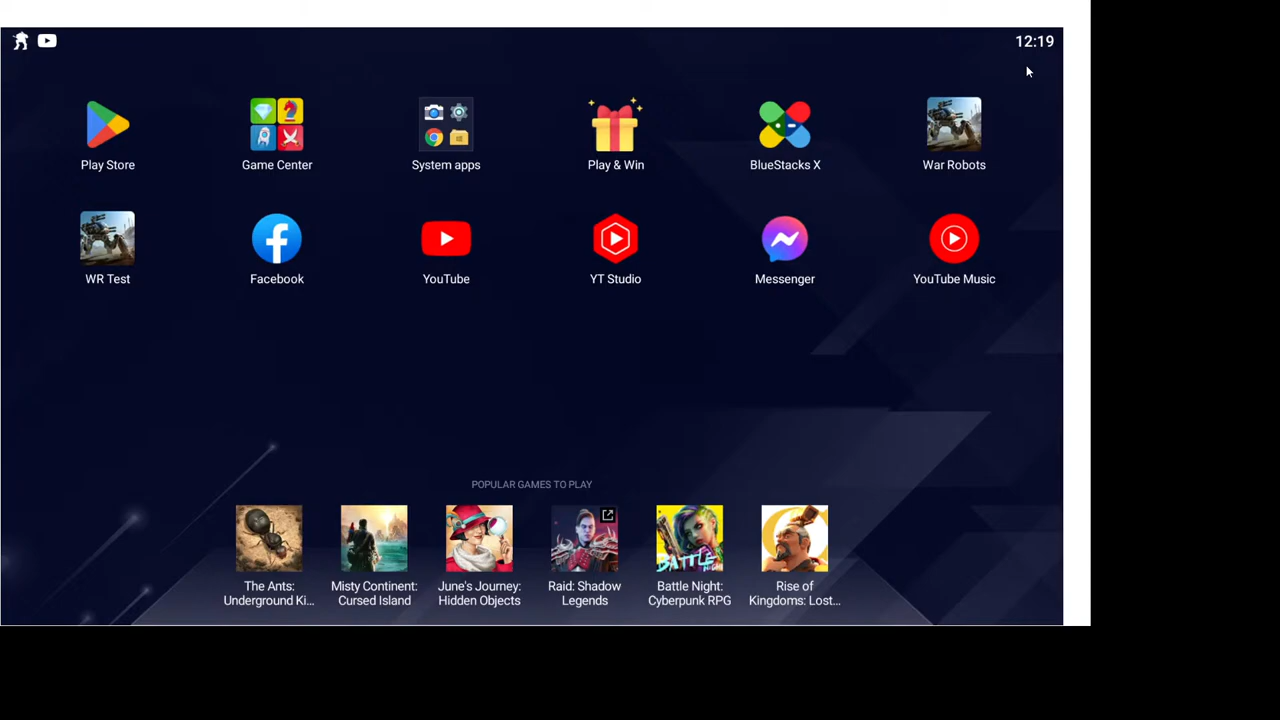 12:19
Play Store
Game Center
System apps
Play & Win
BlueStacks X
War Robots
WR Test
Facebook
YouTube
YT Studio
Messenger
YouTube Music
POPULAR GAMES TO PLAY
The Ants:
Underground Ki...
Misty Continent:
Cursed Island
June's Journey:
Hidden Objects
Raid: Shadow
Legends
BATTLE
Battle Night:
Cyberpunk RPG
Rise of
Kingdoms: Lost...